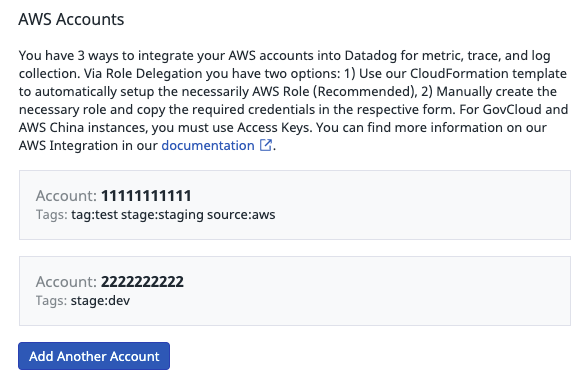 AWS Accounts
You have 3 ways to integrate your AWS accounts into Datadog for metric, trace, and log
collection. Via Role Delegation you have two options: 1) Use our CloudFormation template
to automatically setup the necessarily AWS Role (Recommended), 2) Manually create the
necessary role and copy the required credentials in the respective form. For GovCloud and
AWS China instances, you must use Access Keys. You can find more information on our
AWS Integration in our documentation.
Account: 11111111111
Tags: tag:test stage:staging source:aws
Account: 2222222222
Tags: stage:dev
Add Another Account